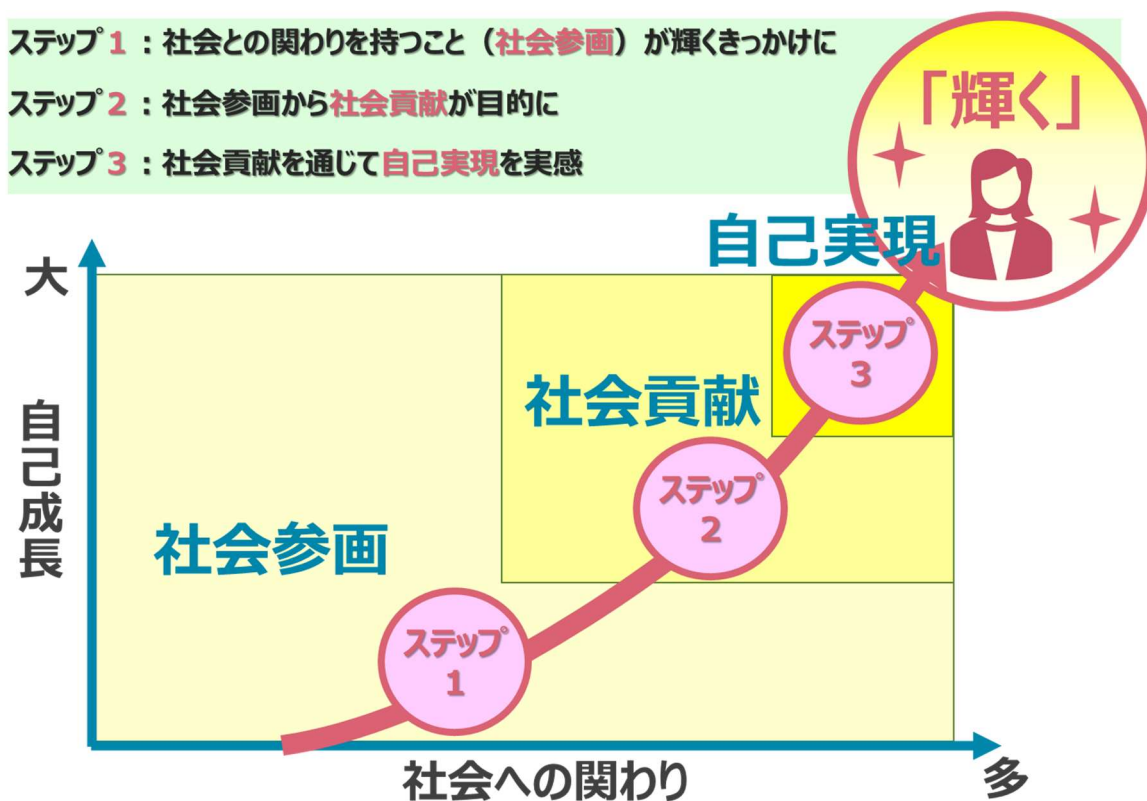 ステップ1：社会との関わりを持つこと（社会参画）が輝くきっかけに
ステップ2：社会参画から社会貢献が目的に
ステップ3：社会貢献を通じて自己実現を実感
「輝く」
自己実現
大
ステップ
3
社会貢献
自己成長
ステップ
2
社会参画
ステップ
1
社会への関わり
多